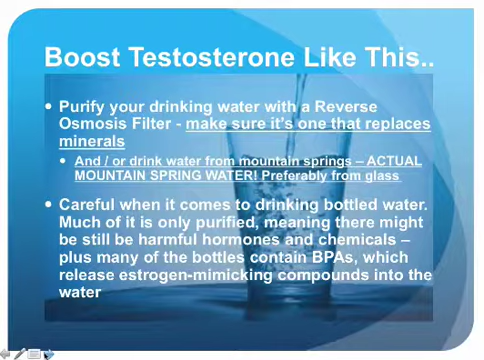 Boost Testosterone Like This..
• Purify your drinking water with a Reverse
Osmosis Filter - make sure it's one that replaces
minerals
• And / or drink water from mountain springs – ACTUAL
MOUNTAIN SPRING WATER! Preferably from glass
• Careful when it comes to drinking bottled water.
Much of it is only purified, meaning there might
be still be harmful hormones and chemicals –
plus many of the bottles contain BPAs, which
release estrogen-mimicking compounds into the
water